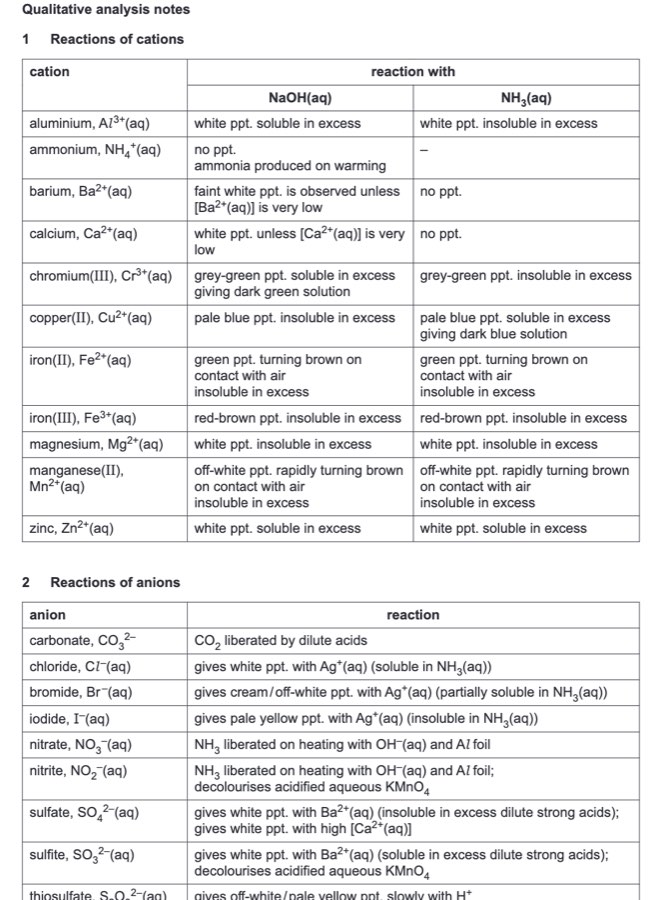 Qualitative analysis notes
1 Reactions of cations
cation
reaction with
NaOH(aq)
NH₃(aq)
aluminium, Al³⁺(aq)
white ppt. soluble in excess
white ppt. insoluble in excess
ammonium, NH₄⁺(aq)
no ppt.
ammonia produced on warming
–
barium, Ba²⁺(aq)
faint white ppt. is observed unless
[Ba²⁺(aq)] is very low
no ppt.
calcium, Ca²⁺(aq)
white ppt. unless [Ca²⁺(aq)] is very
low
no ppt.
chromium(III), Cr³⁺(aq)
grey-green ppt. soluble in excess
giving dark green solution
grey-green ppt. insoluble in excess
copper(II), Cu²⁺(aq)
pale blue ppt. insoluble in excess
pale blue ppt. soluble in excess
giving dark blue solution
iron(II), Fe²⁺(aq)
green ppt. turning brown on
contact with air
insoluble in excess
green ppt. turning brown on
contact with air
insoluble in excess
iron(III), Fe³⁺(aq)
red-brown ppt. insoluble in excess
red-brown ppt. insoluble in excess
magnesium, Mg²⁺(aq)
white ppt. insoluble in excess
white ppt. insoluble in excess
manganese(II),
Mn²⁺(aq)
off-white ppt. rapidly turning brown
on contact with air
insoluble in excess
off-white ppt. rapidly turning brown
on contact with air
insoluble in excess
zinc, Zn²⁺(aq)
white ppt. soluble in excess
white ppt. soluble in excess
2 Reactions of anions
anion
reaction
carbonate, CO₃²⁻
CO₂ liberated by dilute acids
chloride, Cl⁻(aq)
gives white ppt. with Ag⁺(aq) (soluble in NH₃(aq))
bromide, Br⁻(aq)
gives cream/off-white ppt. with Ag⁺(aq) (partially soluble in NH₃(aq))
iodide, I⁻(aq)
gives pale yellow ppt. with Ag⁺(aq) (insoluble in NH₃(aq))
nitrate, NO₃⁻(aq)
NH₃ liberated on heating with OH⁻(aq) and Al foil
nitrite, NO₂⁻(aq)
NH₃ liberated on heating with OH⁻(aq) and Al foil;
decolourises acidified aqueous KMnO₄
sulfate, SO₄²⁻(aq)
gives white ppt. with Ba²⁺(aq) (insoluble in excess dilute strong acids);
gives white ppt. with high [Ca²⁺(aq)]
sulfite, SO₃²⁻(aq)
gives white ppt. with Ba²⁺(aq) (soluble in excess dilute strong acids);
decolourises acidified aqueous KMnO₄
thiosulfate, S₂O₃²⁻(aq)
gives off-white/pale yellow ppt. slowly with H⁺